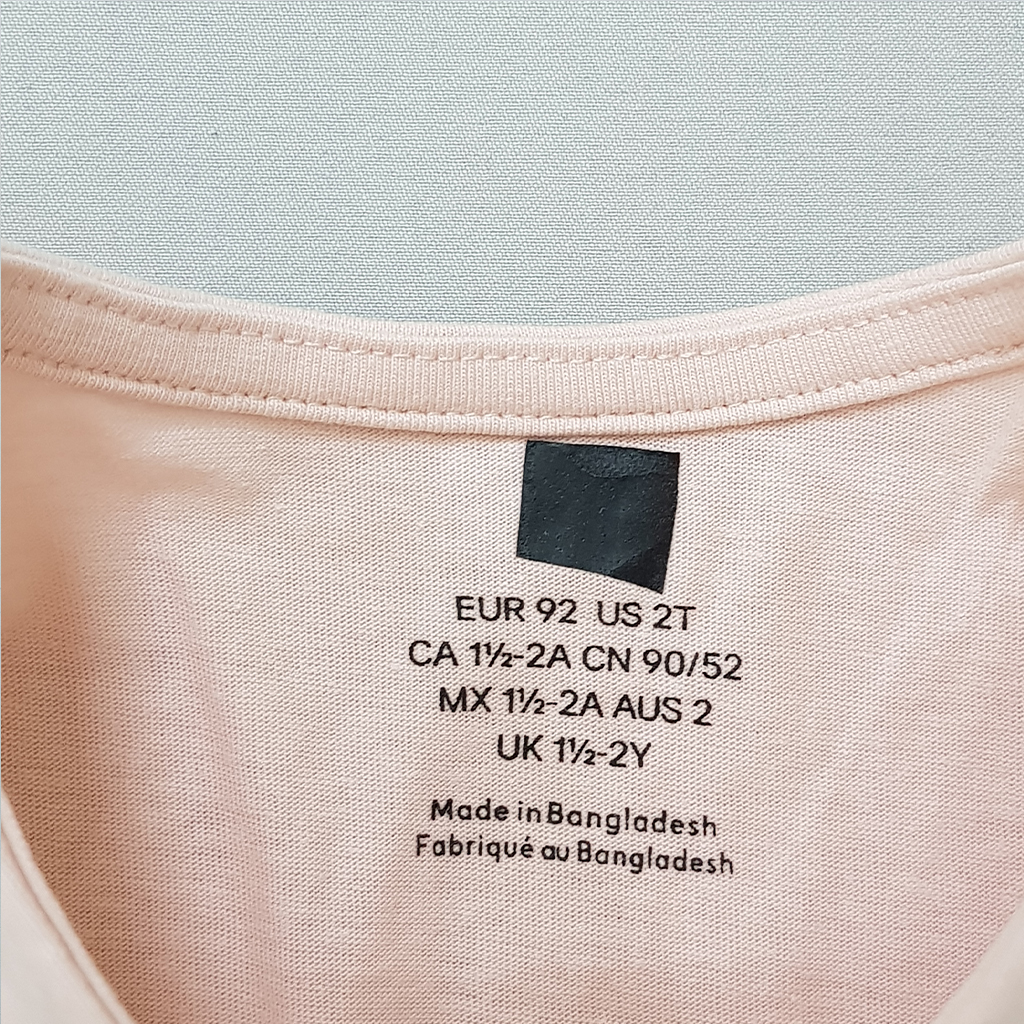 EUR 92 US 2T
CA 1½-2A CN 90/52
MX 1½-2A AUS 2
UK 1½-2Y
Made in Bangladesh
Fabriqué au Bangladesh